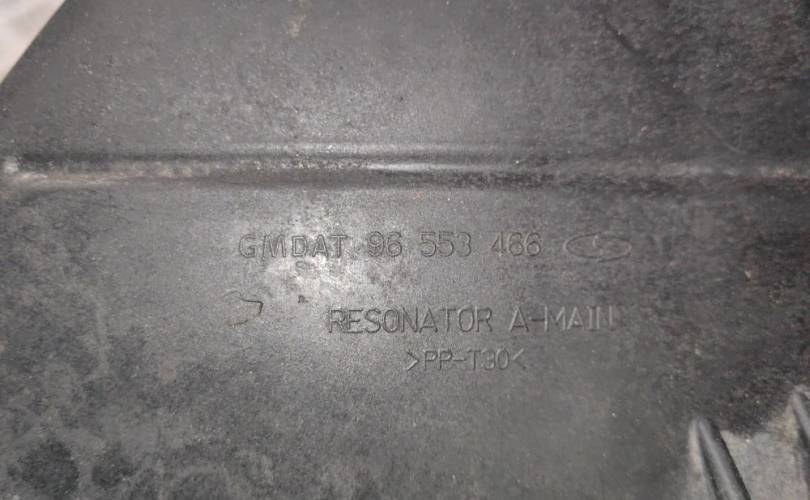 GMDAT 96 553 466
RESONATOR A-MAIN
>PP-T30<